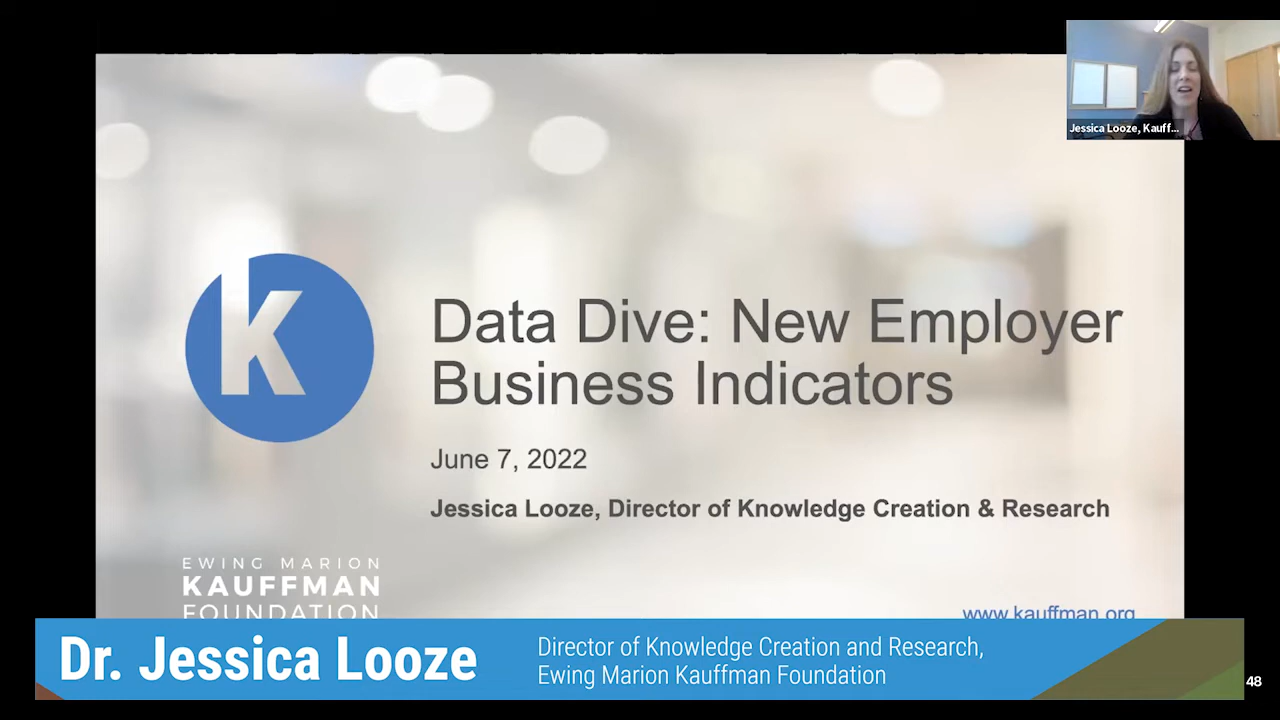 Jessica Looze, Kauff...
k
Data Dive: New Employer
Business Indicators
June 7, 2022
Jessica Looze, Director of Knowledge Creation & Research
EWING MARION
KAUFFMAN
FOUNDATION
www.kauffman.org
Dr. Jessica Looze
Director of Knowledge Creation and Research,
Ewing Marion Kauffman Foundation
48